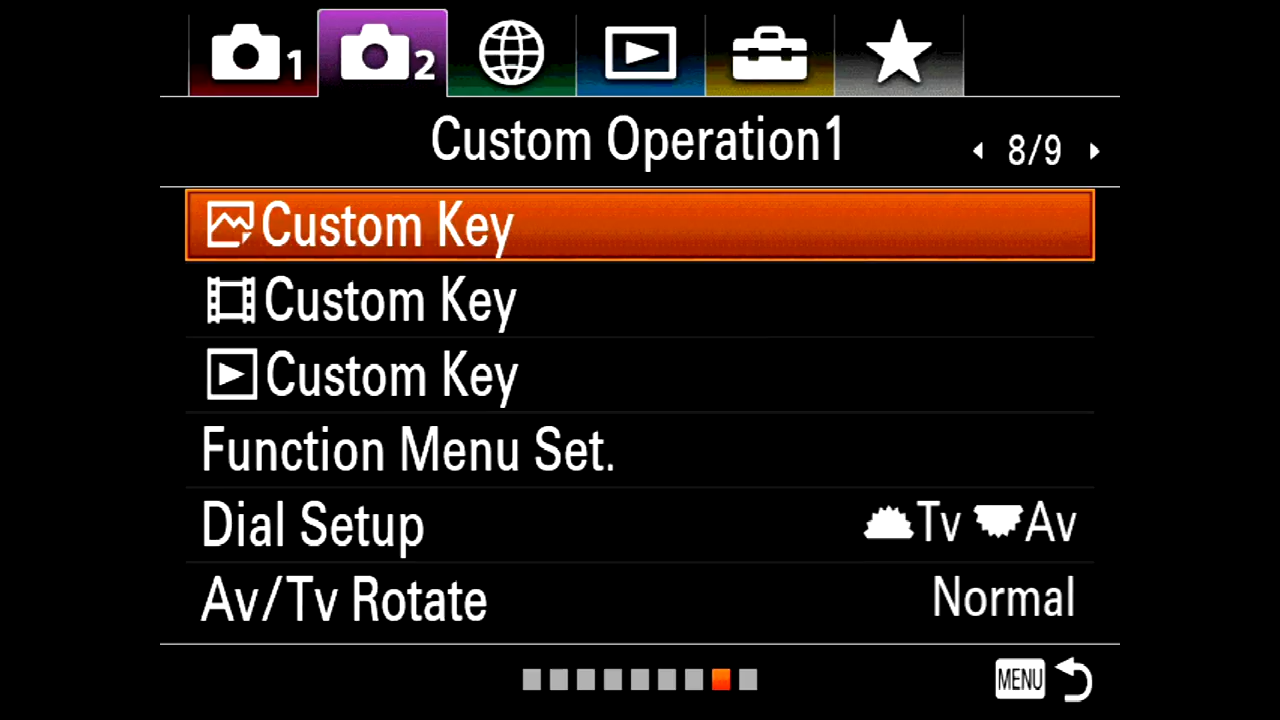 1 2
Custom Operation1 8/9
Custom Key
Custom Key
Custom Key
Function Menu Set.
Dial Setup Tv Av
Av/Tv Rotate Normal
MENU